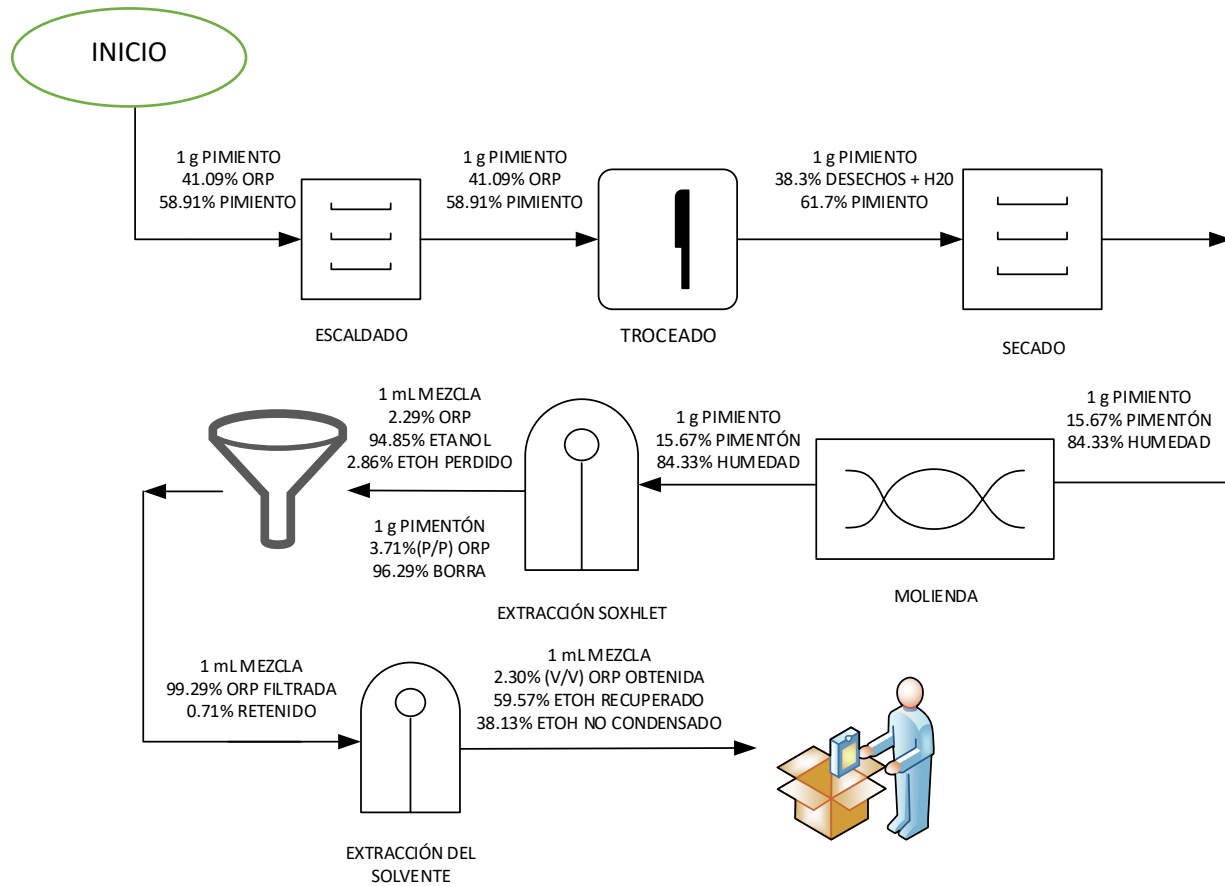 INICIO
1 g PIMIENTO
41.09% ORP
58.91% PIMIENTO
1 g PIMIENTO
41.09% ORP
58.91% PIMIENTO
1 g PIMIENTO
38.3% DESECHOS + H20
61.7% PIMIENTO
ESCALDADO
TROCEADO
SECADO
1 g PIMIENTO
15.67% PIMENTÓN
84.33% HUMEDAD
1 g PIMIENTO
15.67% PIMENTÓN
84.33% HUMEDAD
1 mL MEZCLA
2.29% ORP
94.85% ETANOL
2.86% ETOH PERDIDO
1 g PIMENTÓN
3.71%(P/P) ORP
96.29% BORRA
MOLIENDA
EXTRACCIÓN SOXHLET
1 mL MEZCLA
99.29% ORP FILTRADA
0.71% RETENIDO
1 mL MEZCLA
2.30% (V/V) ORP OBTENIDA
59.57% ETOH RECUPERADO
38.13% ETOH NO CONDENSADO
EXTRACCIÓN DEL
SOLVENTE